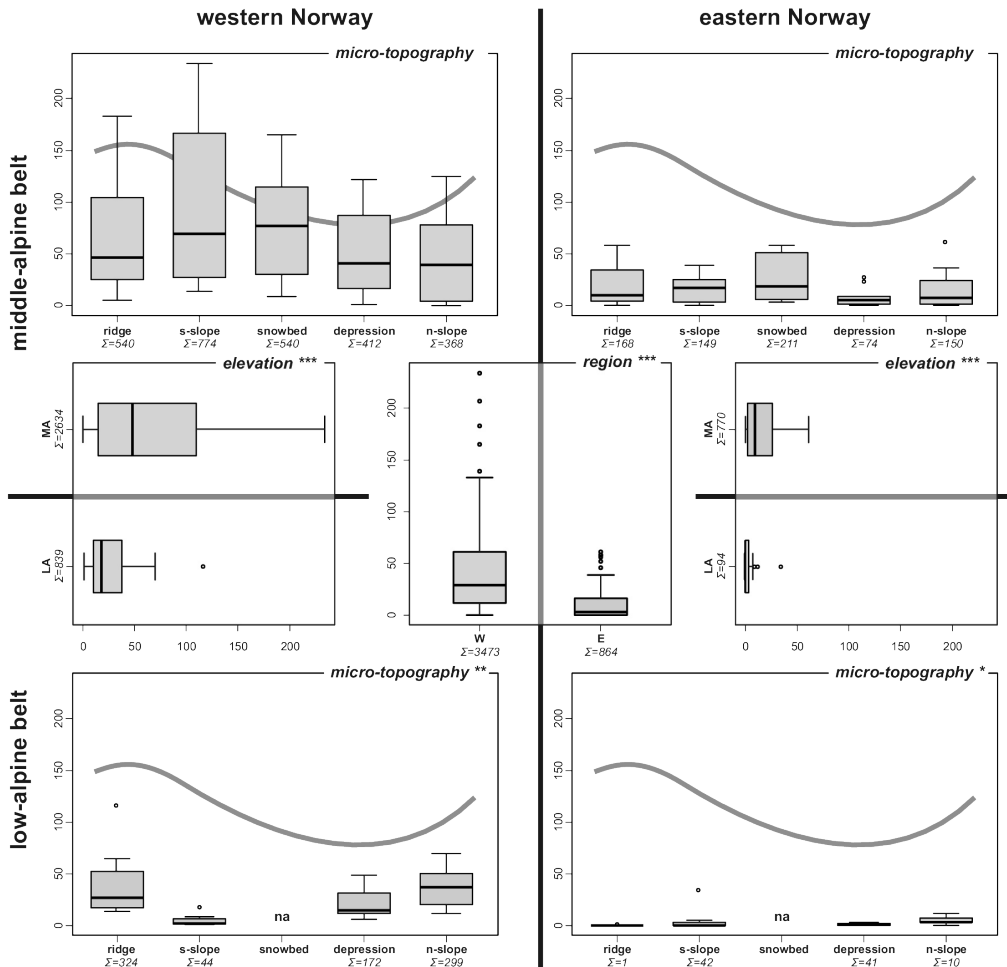 western Norway
eastern Norway
middle-alpine belt
micro-topography
0 50 100 150 200
ridge s-slope snowbed depression n-slope
Σ=540 Σ=774 Σ=540 Σ=412 Σ=368
micro-topography
0 50 100 150 200
ridge s-slope snowbed depression n-slope
Σ=168 Σ=149 Σ=211 Σ=74 Σ=150
elevation ***
MA
Σ=2634
LA
Σ=839
0 50 100 150 200
region ***
0 50 100 150 200
W E
Σ=3473 Σ=864
elevation ***
MA
Σ=770
LA
Σ=94
0 50 100 150 200
low-alpine belt
micro-topography **
0 50 100 150 200
na
ridge s-slope snowbed depression n-slope
Σ=324 Σ=44 Σ=172 Σ=299
micro-topography *
0 50 100 150 200
na
ridge s-slope snowbed depression n-slope
Σ=1 Σ=42 Σ=41 Σ=10